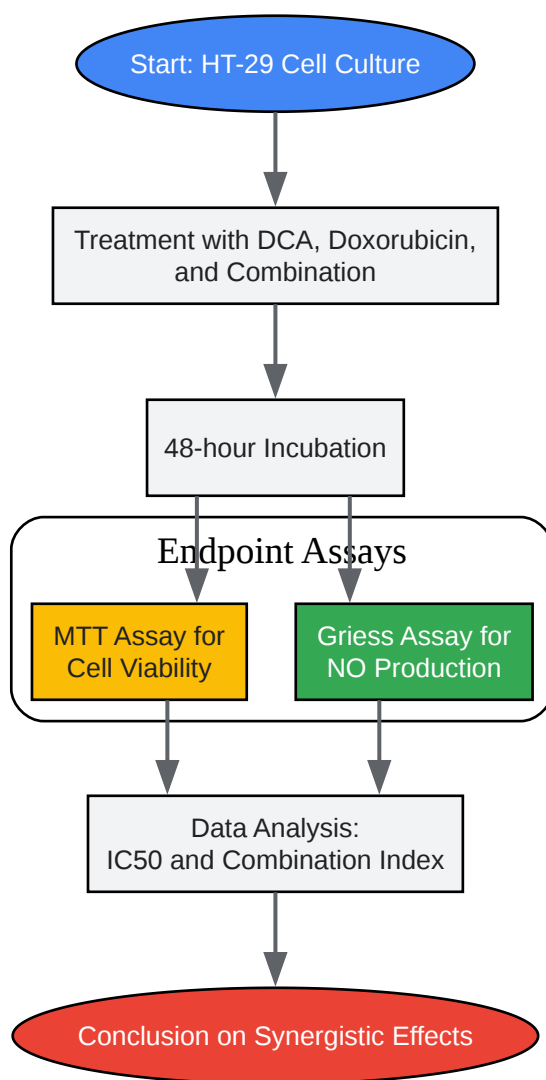 Start: HT-29 Cell Culture
Treatment with DCA, Doxorubicin,
and Combination
48-hour Incubation
Endpoint Assays
MTT Assay for
Cell Viability
Griess Assay for
NO Production
Data Analysis:
IC50 and Combination Index
Conclusion on Synergistic Effects